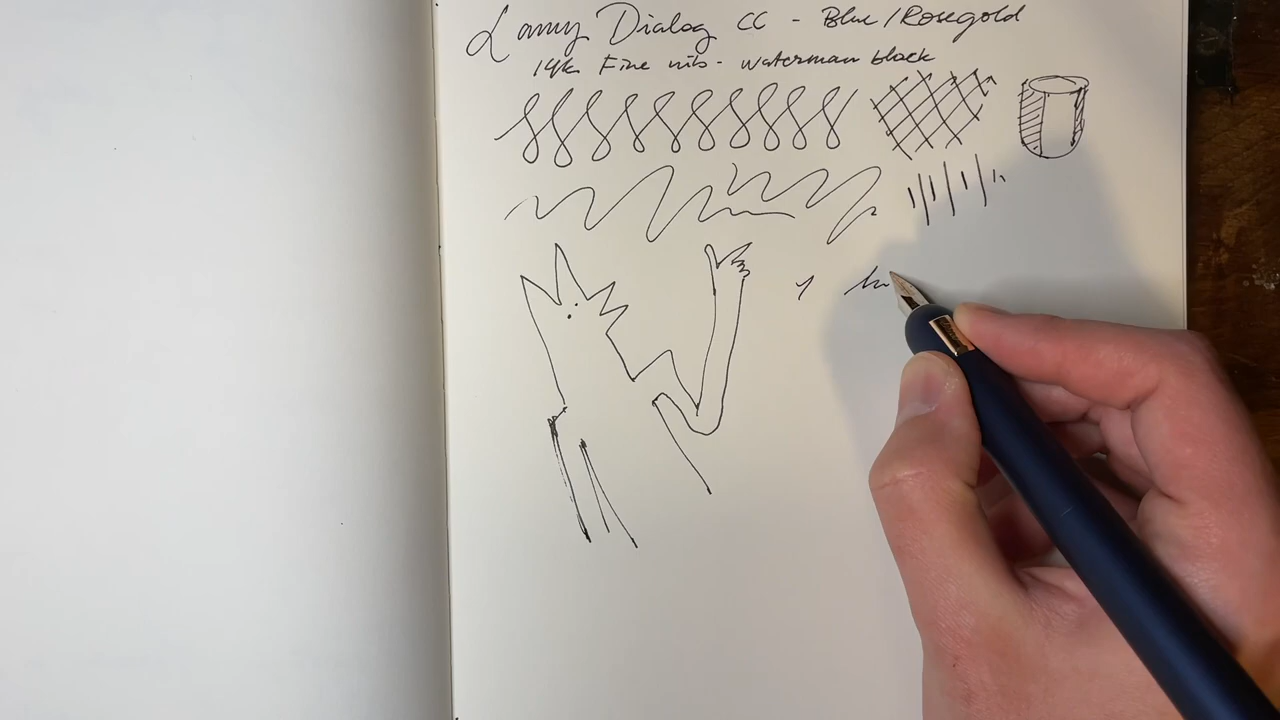 Lamy Dialog CC - Blue/Rosegold
14k Fine nib - waterman black